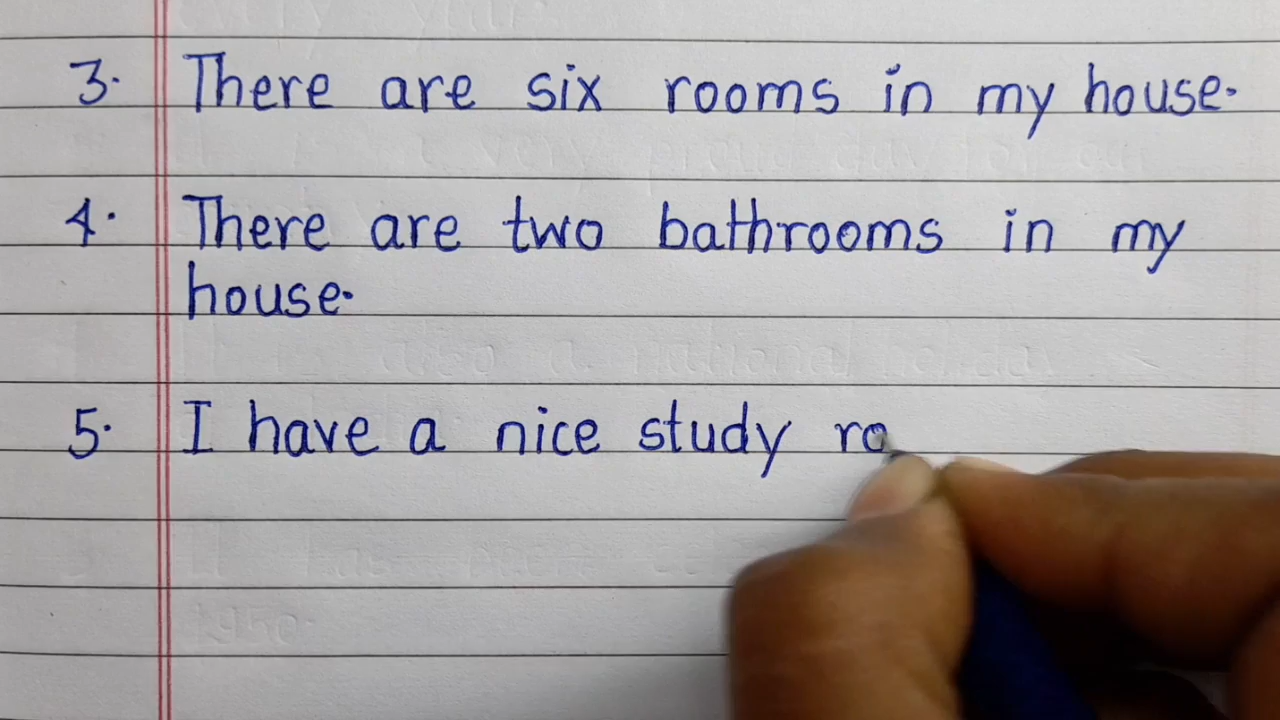 3. There are six rooms in my house.
4. There are two bathrooms in my
house.
5. I have a nice study ro